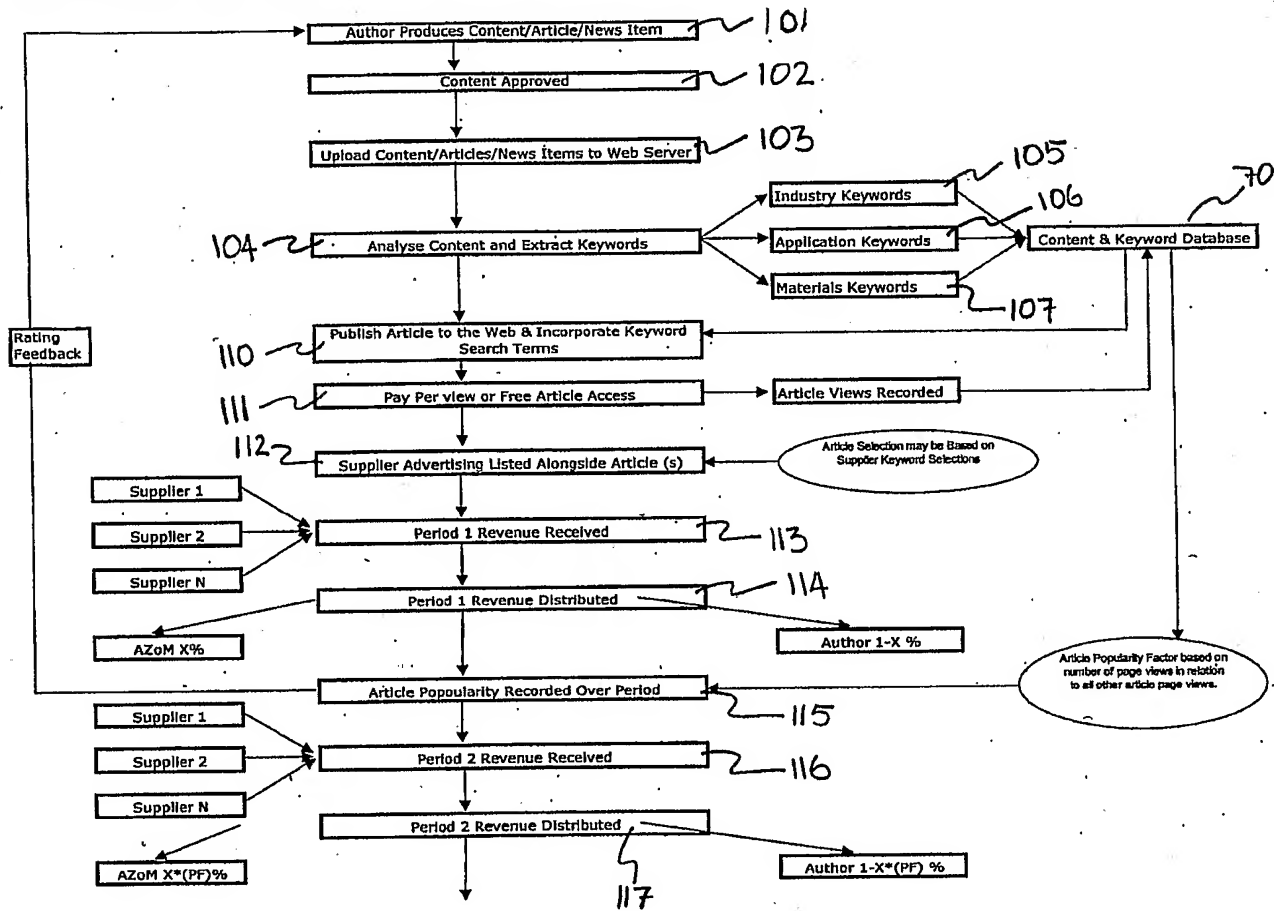 Author Produces Content/Article/News Item
101
Content Approved
102
Upload Content/Articles/News Items to Web Server
103
Industry Keywords
105
104
Analyse Content and Extract Keywords
Application Keywords
106
Content & Keyword Database
70
Materials Keywords
107
Rating
Feedback
110
Publish Article to the Web & Incorporate Keyword
Search Terms
111
Pay Per view or Free Article Access
Article Views Recorded
112
Supplier Advertising Listed Alongside Article (s)
Article Selection may be Based on
Supplier Keyword Selections
Supplier 1
Supplier 2
Supplier N
Period 1 Revenue Received
113
Period 1 Revenue Distributed
114
AZoM X%
Author 1-X %
Article Popoularity Recorded Over Period
115
Article Popularity Factor based on
number of page views in relation
to all other article page views.
Supplier 1
Supplier 2
Supplier N
Period 2 Revenue Received
116
Period 2 Revenue Distributed
117
AZoM X*(PF)%
Author 1-X*(PF) %